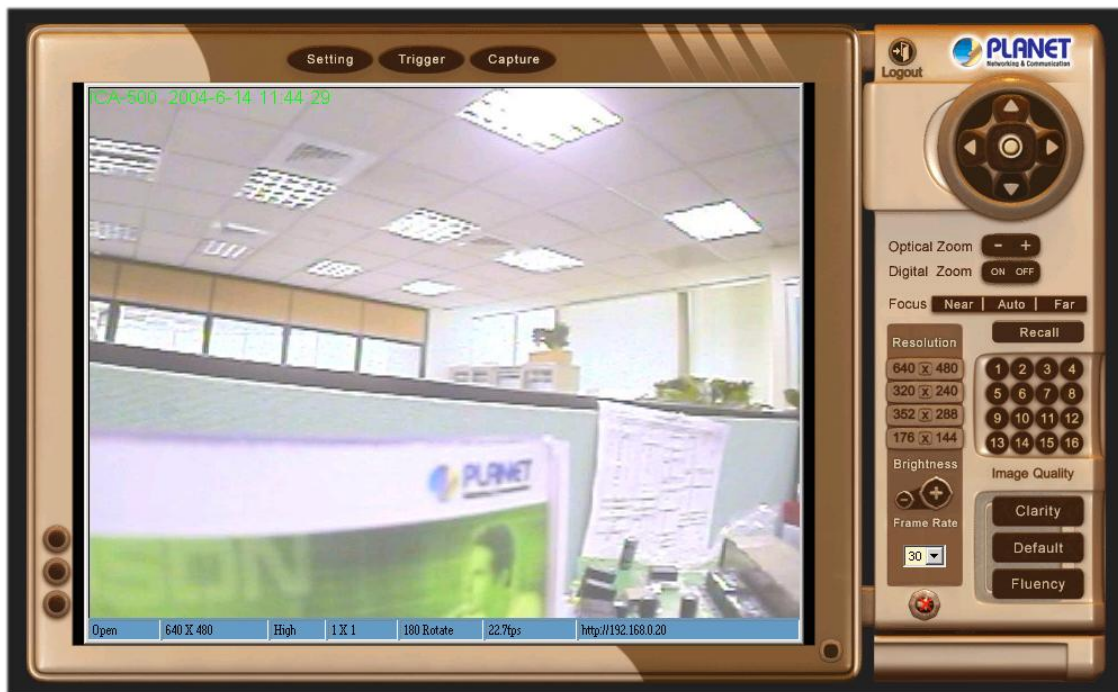 Setting Trigger Capture
Logout
PLANET
Networking & Communication
ICA-500 2004-6-14 11:44:29
Optical Zoom - +
Digital Zoom ON OFF
Focus Near | Auto | Far
Recall
Resolution
640 x 480
320 x 240
352 x 288
176 x 144
1 2 3 4
5 6 7 8
9 10 11 12
13 14 15 16
Brightness
- +
Frame Rate
30
Image Quality
Clarity
Default
Fluency
PLANET
Open 640 X 480 High 1 X 1 180 Rotate 22.7fps http://192.168.0.20